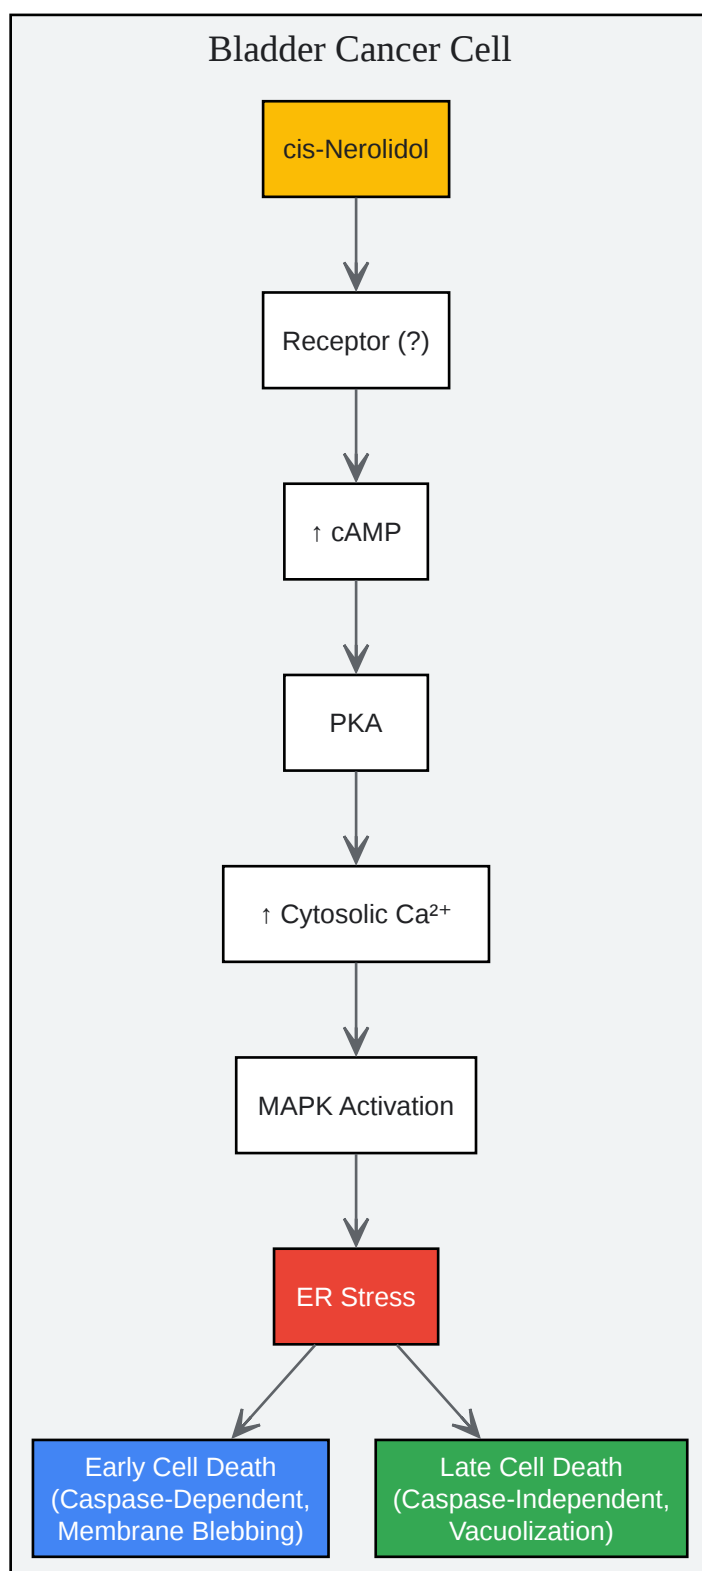 Bladder Cancer Cell
cis-Nerolidol
Receptor (?)
↑ cAMP
PKA
↑ Cytosolic Ca²⁺
MAPK Activation
ER Stress
Early Cell Death
(Caspase-Dependent,
Membrane Blebbing)
Late Cell Death
(Caspase-Independent,
Vacuolization)